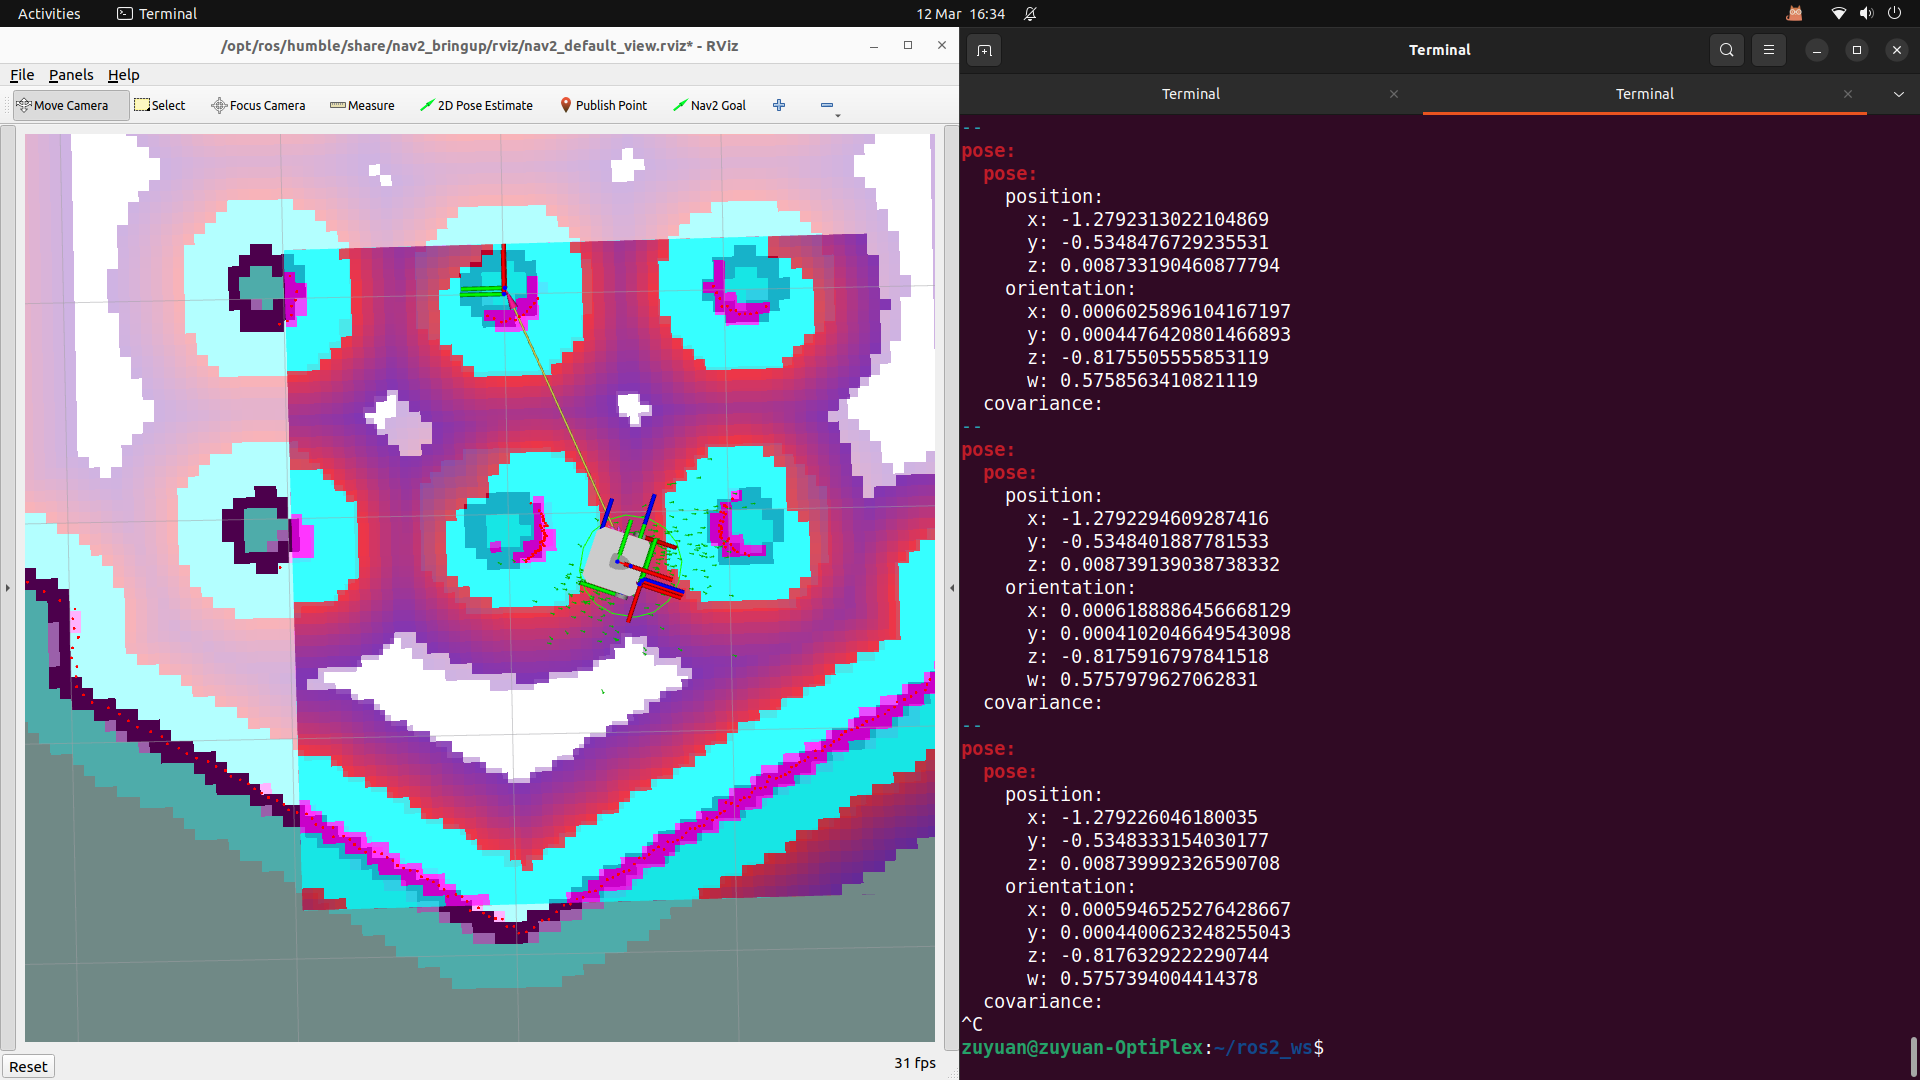 Activities
Terminal
12 Mar 16:34
/opt/ros/humble/share/nav2_bringup/rviz/nav2_default_view.rviz* - RViz
File Panels Help
Move Camera Select Focus Camera Measure 2D Pose Estimate Publish Point Nav2 Goal
Reset
31 fps
Terminal
Terminal
Terminal
--
pose:
pose:
position:
x: -1.2792313022104869
y: -0.5348476729235531
z: 0.008733190460877794
orientation:
x: 0.0006025896104167197
y: 0.0004476420801466893
z: -0.8175505555853119
w: 0.5758563410821119
covariance:
--
pose:
pose:
position:
x: -1.2792294609287416
y: -0.5348401887781533
z: 0.008739139038738332
orientation:
x: 0.0006188886456668129
y: 0.0004102046649543098
z: -0.8175916797841518
w: 0.5757979627062831
covariance:
--
pose:
pose:
position:
x: -1.279226046180035
y: -0.5348333154030177
z: 0.008739992326590708
orientation:
x: 0.0005946525276428667
y: 0.0004400623248255043
z: -0.8176329222290744
w: 0.5757394004414378
covariance:
^C
zuyuan@zuyuan-OptiPlex:~/ros2_ws$